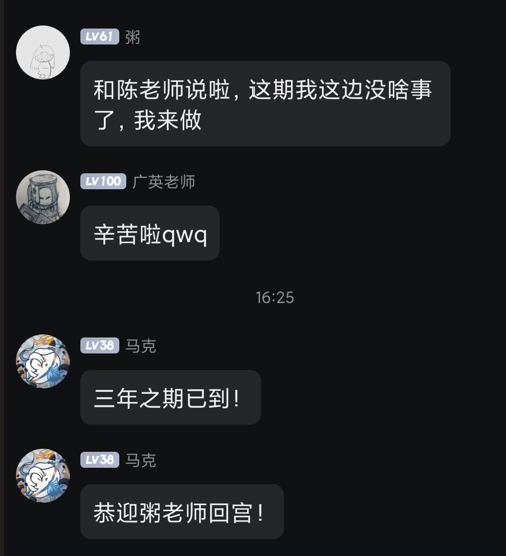 LV61 粥
和陈老师说啦，这期我这边没啥事
了，我来做
LV100 广英老师
辛苦啦qwq
16:25
LV38 马克
三年之期已到！
LV38 马克
恭迎粥老师回宫！